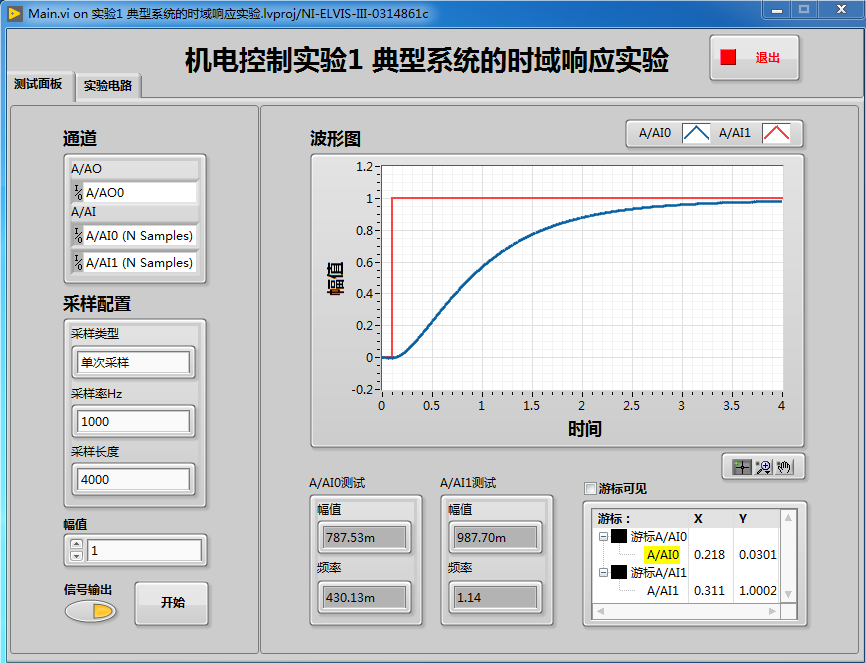 Main.vi on 实验1 典型系统的时域响应实验.lvproj/NI-ELVIS-III-0314861c
机电控制实验1 典型系统的时域响应实验
退出
测试面板
实验电路
通道
A/AO
A/AO0
A/AI
A/AI0 (N Samples)
A/AI1 (N Samples)
采样配置
采样类型
单次采样
采样率Hz
1000
采样长度
4000
幅值
1
信号输出
开始
波形图
A/AI0
A/AI1
幅值
1.2
1
0.8
0.6
0.4
0.2
0
-0.2
0 0.5 1 1.5 2 2.5 3 3.5 4
时间
A/AI0测试
幅值
787.53m
频率
430.13m
A/AI1测试
幅值
987.70m
频率
1.14
游标可见
游标： X Y
游标A/AI0
A/AI0 0.218 0.0301
游标A/AI1
A/AI1 0.311 1.0002